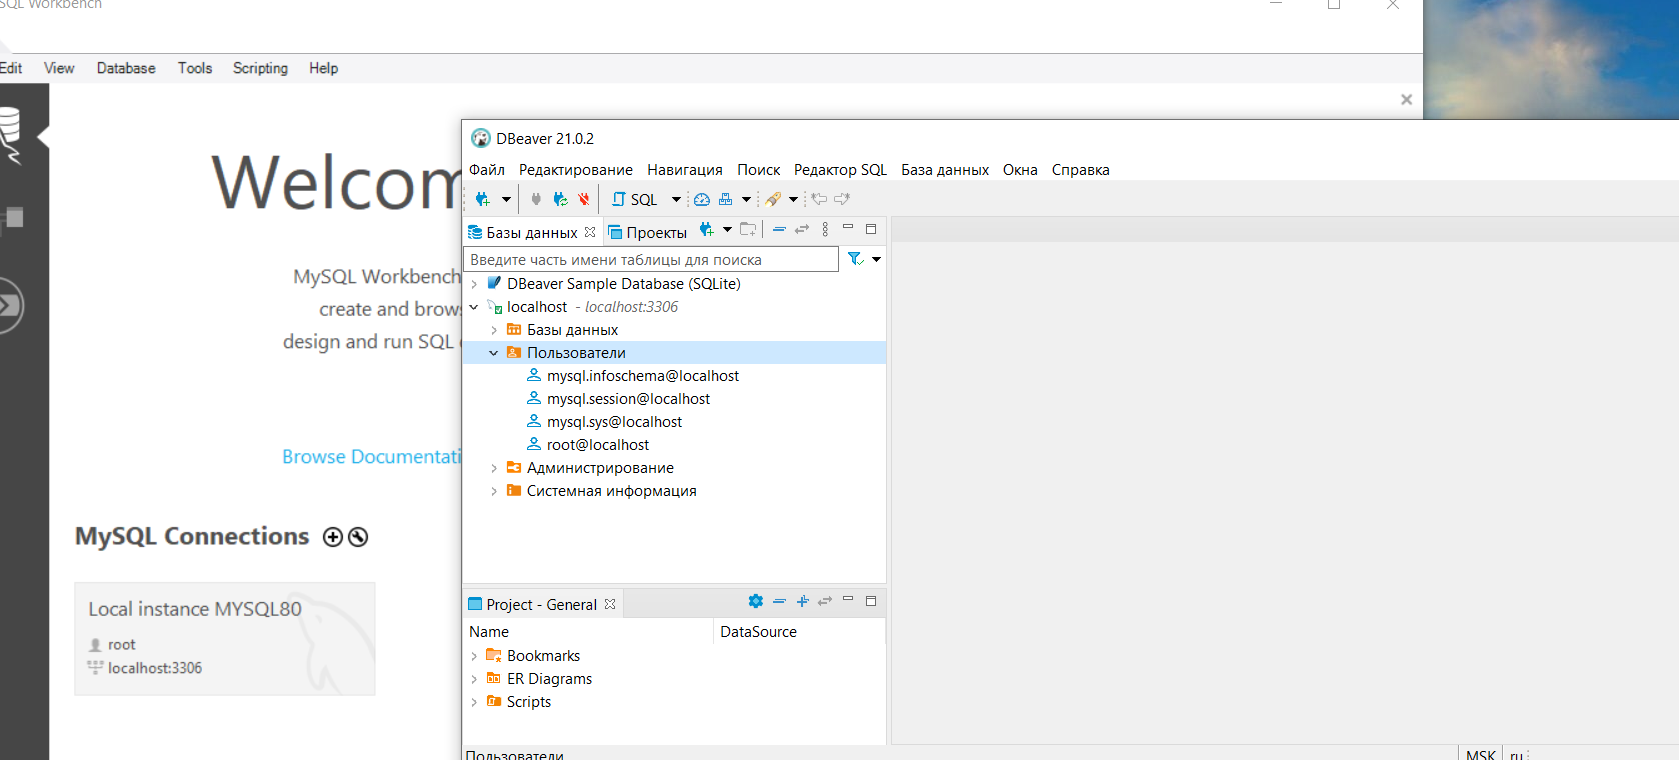 SQL Workbench
Edit View Database Tools Scripting Help
Welcom
MySQL Workbench
create and brows
design and run SQL
Browse Documentati
MySQL Connections
Local instance MYSQL80
root
localhost:3306
DBeaver 21.0.2
Файл Редактирование Навигация Поиск Редактор SQL База данных Окна Справка
SQL
Базы данных Проекты
Введите часть имени таблицы для поиска
DBeaver Sample Database (SQLite)
localhost - localhost:3306
Базы данных
Пользователи
mysql.infoschema@localhost
mysql.session@localhost
mysql.sys@localhost
root@localhost
Администрирование
Системная информация
Project - General
Name DataSource
Bookmarks
ER Diagrams
Scripts
Пользователи MSK ru